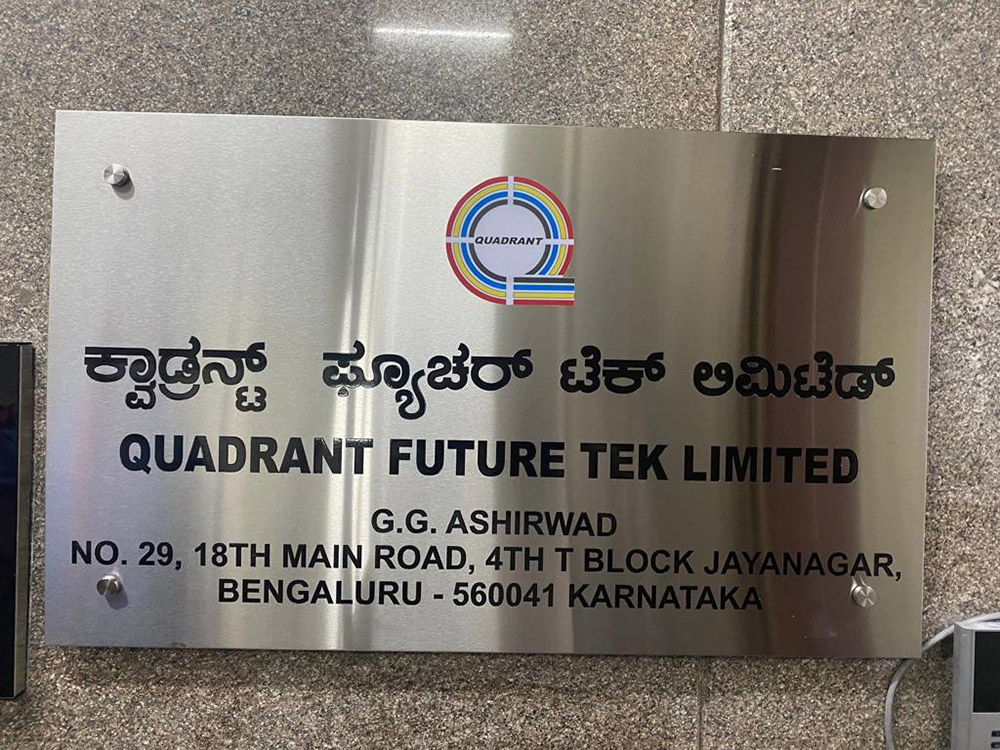 QUADRANT
ಕ್ವಾಡ್ರನ್ಟ್ ಫ್ಯೂಚರ್ ಟೆಕ್ ಲಿಮಿಟೆಡ್
QUADRANT FUTURE TEK LIMITED
G.G. ASHIRWAD
NO. 29, 18TH MAIN ROAD, 4TH T BLOCK JAYANAGAR,
BENGALURU - 560041 KARNATAKA